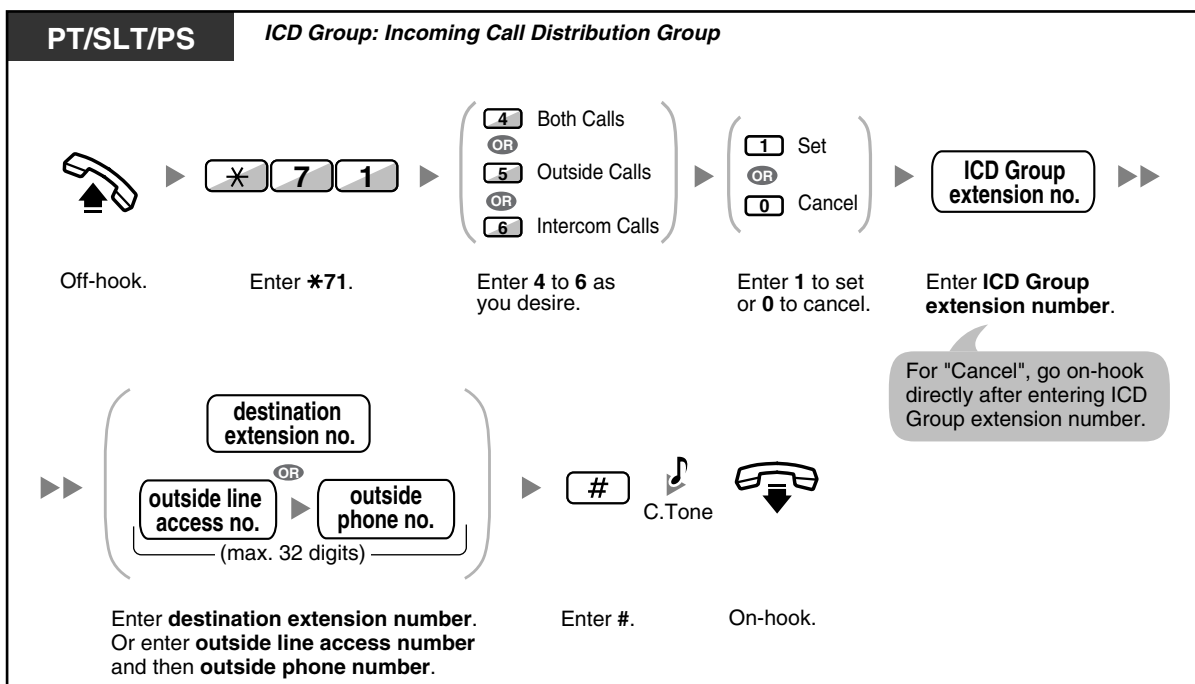 PT/SLT/PS
ICD Group: Incoming Call Distribution Group
4 Both Calls
OR
5 Outside Calls
OR
6 Intercom Calls
1 Set
OR
0 Cancel
* 7 1
ICD Group
extension no.
Off-hook.
Enter *71.
Enter 4 to 6 as
you desire.
Enter 1 to set
or 0 to cancel.
Enter ICD Group
extension number.
For "Cancel", go on-hook
directly after entering ICD
Group extension number.
destination
extension no.
OR
outside line
access no.
outside
phone no.
(max. 32 digits)
#
C.Tone
Enter destination extension number.
Or enter outside line access number
and then outside phone number.
Enter #.
On-hook.